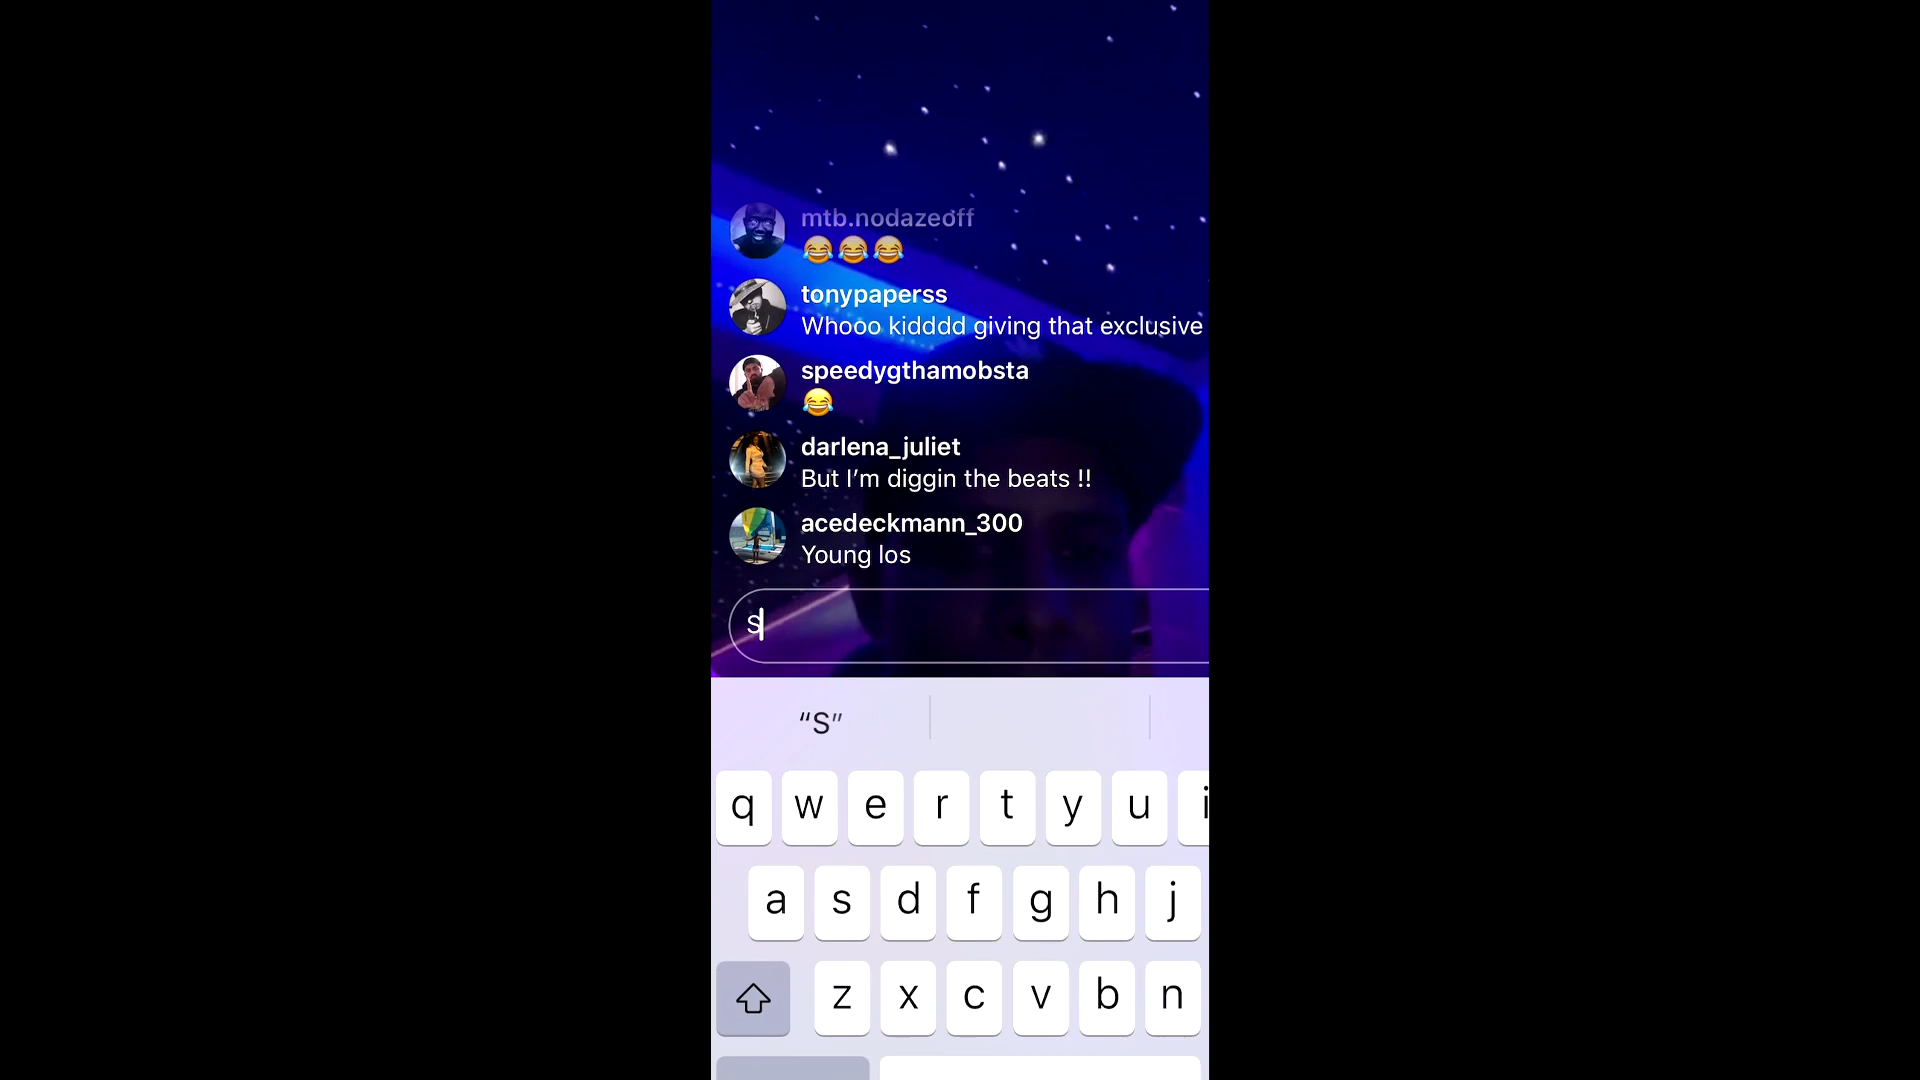 mtb.nodazeoff
😂😂😂
tonypaperss
Whooo kidddd giving that exclusive
speedygthamobsta
😂
darlena_juliet
But I’m diggin the beats !!
acedeckmann_300
Young los
S
“S”
q w e r t y u i
a s d f g h j
z x c v b n